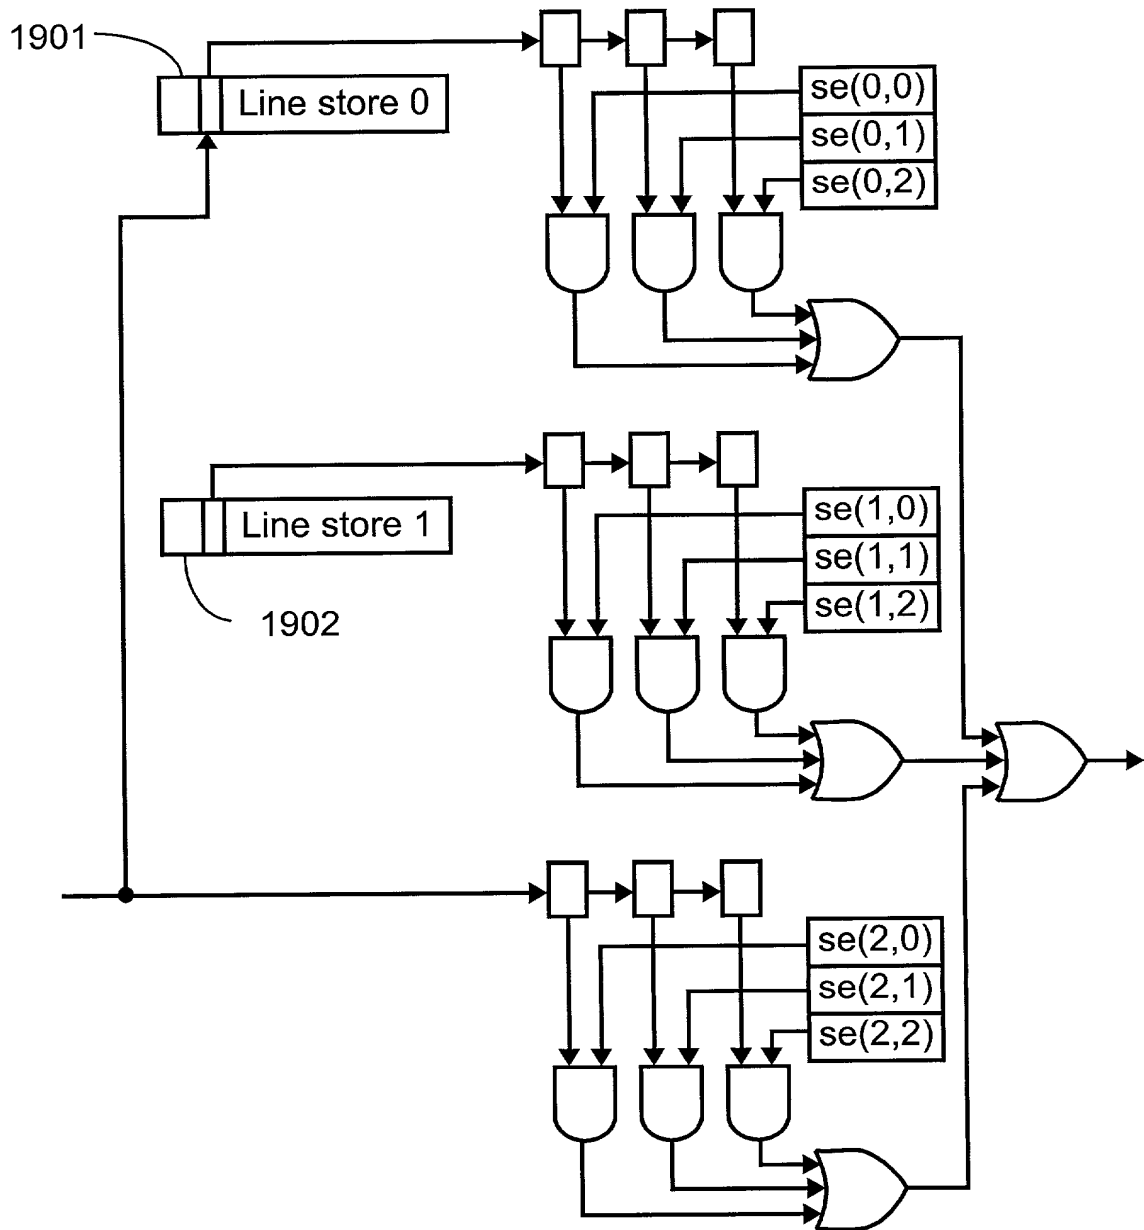 1901
Line store 0
se(0,0)
se(0,1)
se(0,2)
Line store 1
1902
se(1,0)
se(1,1)
se(1,2)
se(2,0)
se(2,1)
se(2,2)